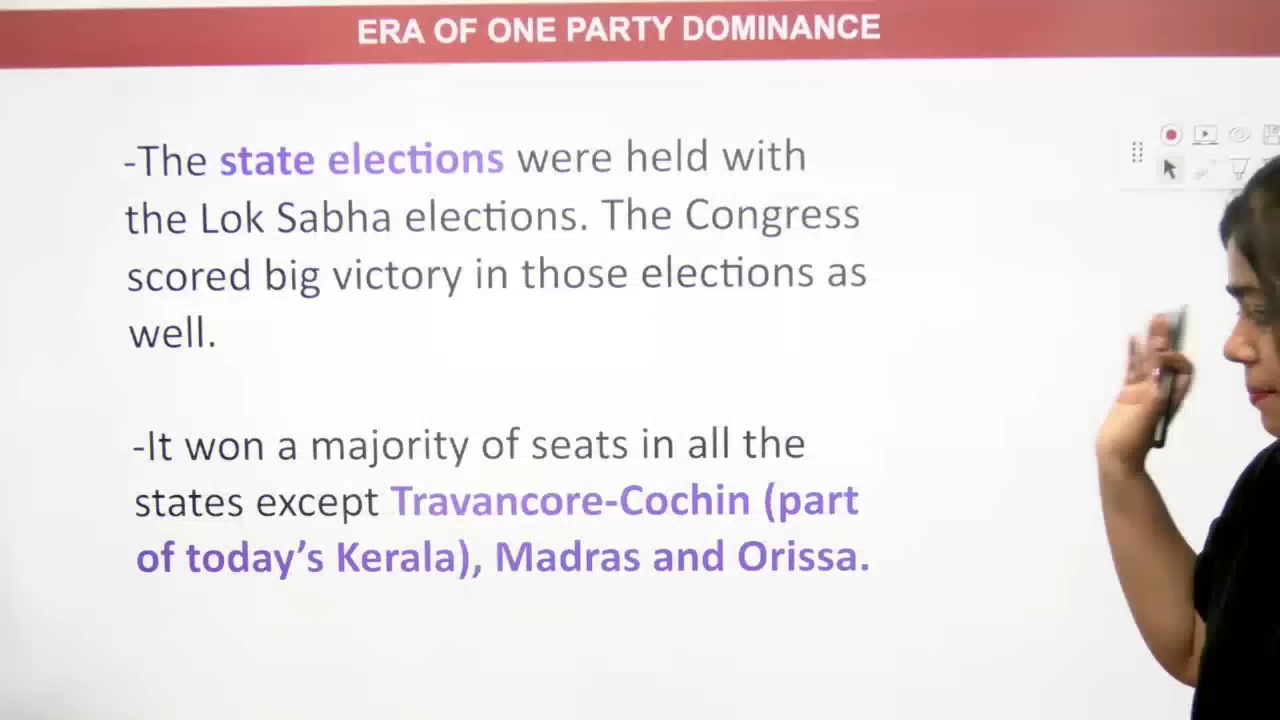 ERA OF ONE PARTY DOMINANCE
-The state elections were held with
the Lok Sabha elections. The Congress
scored big victory in those elections as
well.
-It won a majority of seats in all the
states except Travancore-Cochin (part
of today’s Kerala), Madras and Orissa.